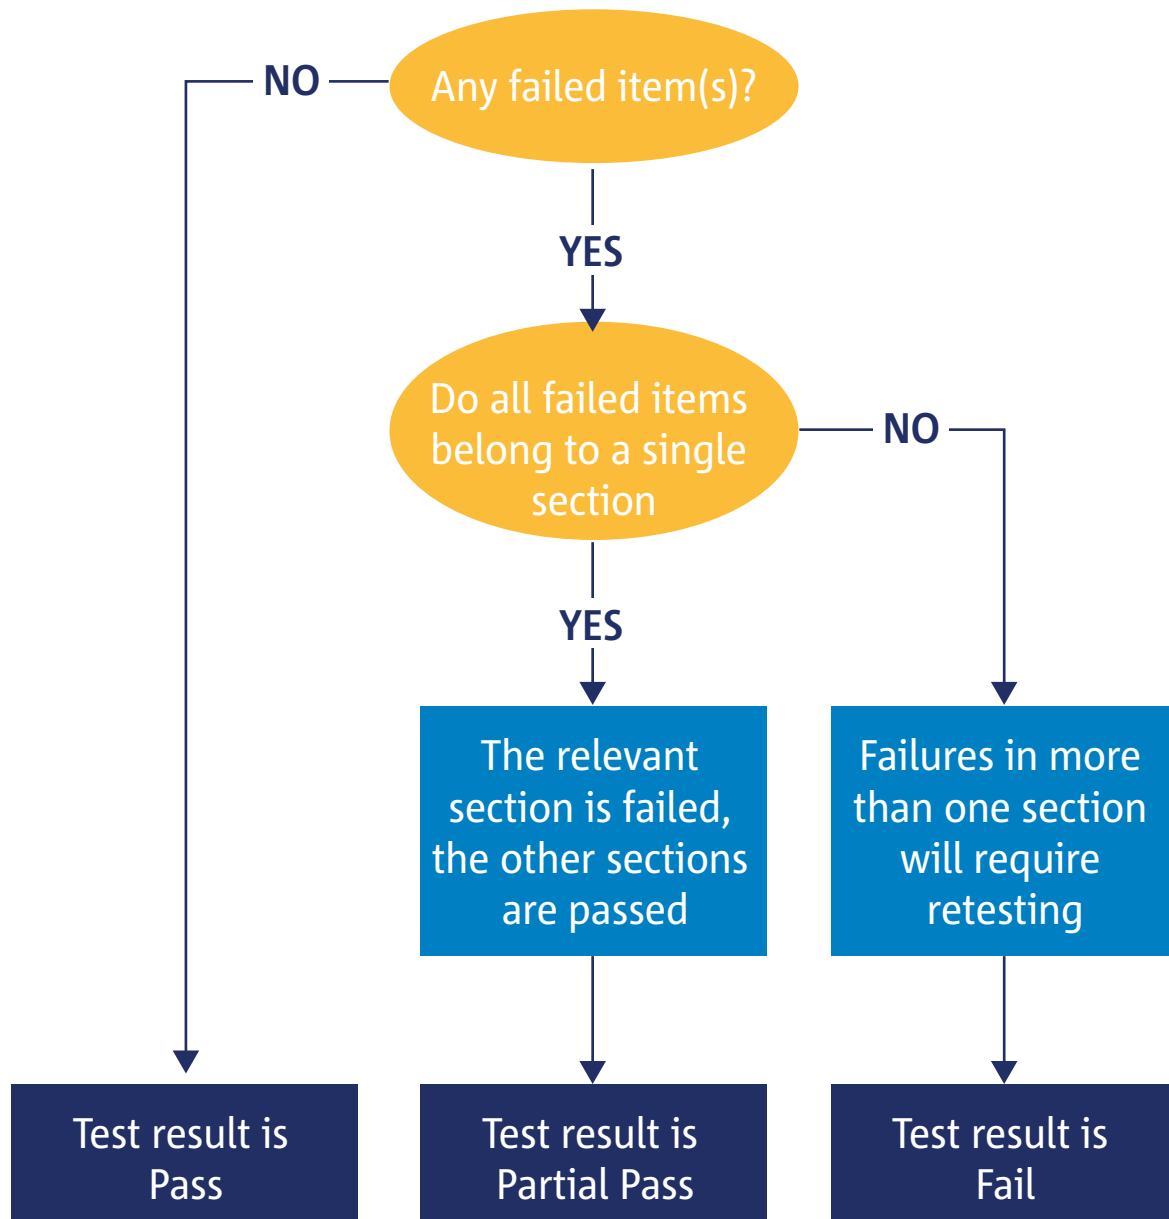 Any failed item(s)?
NO
YES
Do all failed items
belong to a single
section
NO
YES
The relevant
section is failed,
the other sections
are passed
Failures in more
than one section
will require
retesting
Test result is
Pass
Test result is
Partial Pass
Test result is
Fail